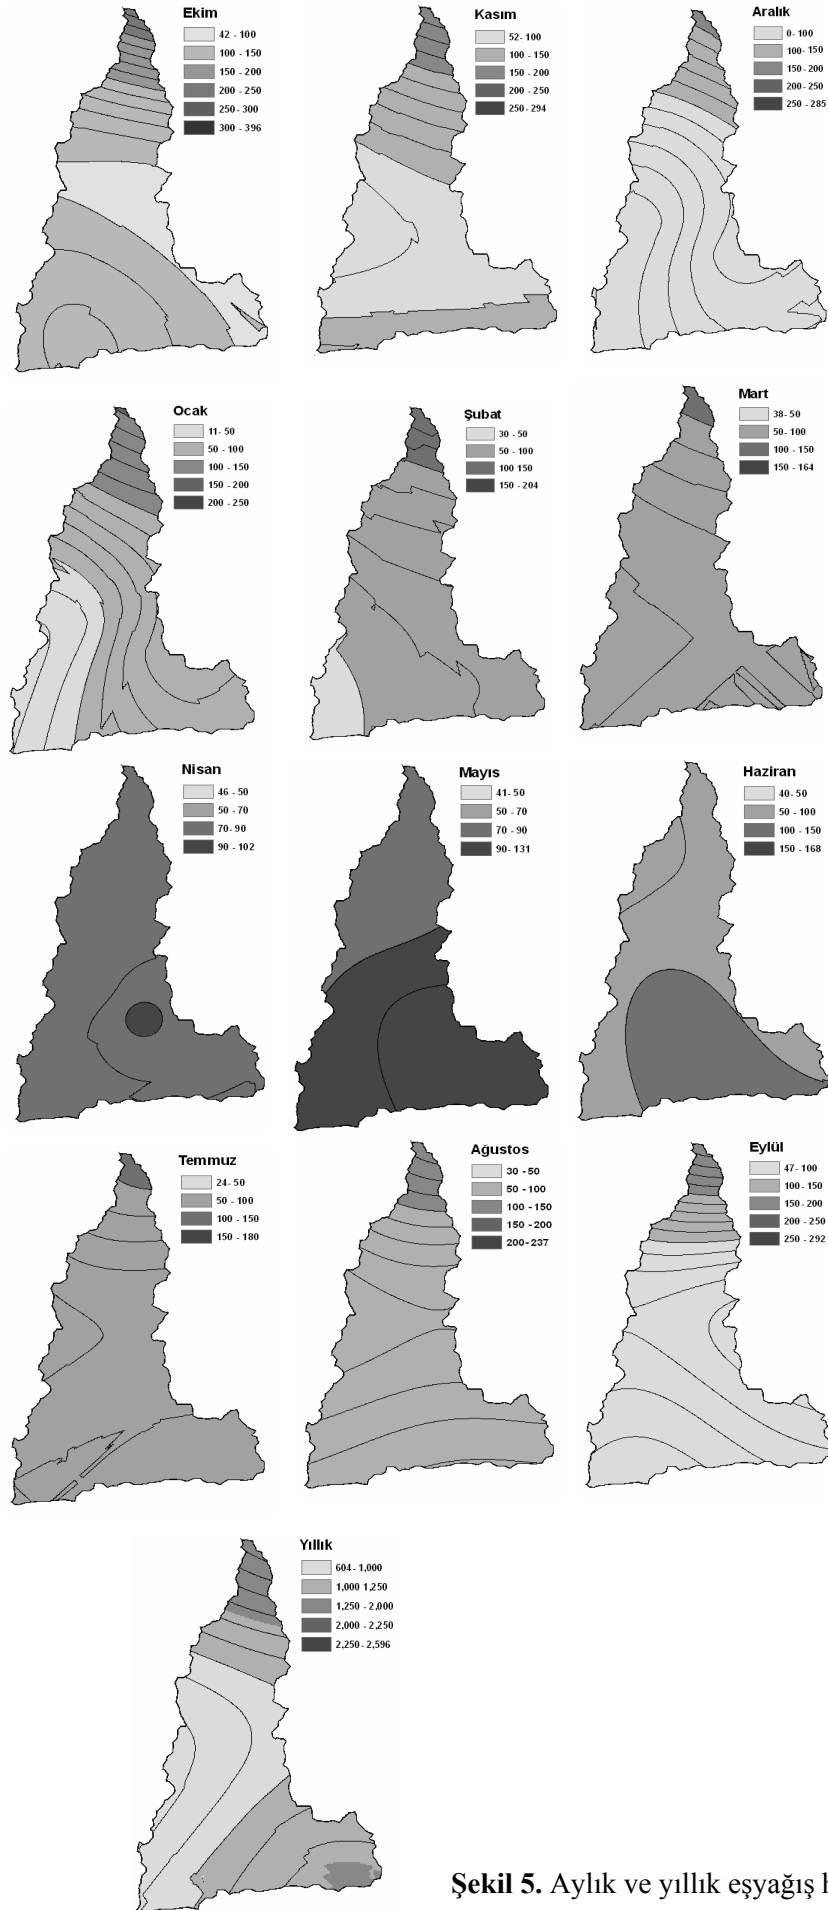 Ekim
42 - 100
100 - 150
150 - 200
200 - 250
250 - 300
300 - 396
Kasım
52- 100
100 - 150
150 - 200
200 - 250
250 - 294
Aralık
0- 100
100- 150
150- 200
200 - 250
250 - 285
Ocak
11- 50
50 - 100
100 - 150
150 - 200
200 - 250
Şubat
30 - 50
50 - 100
100 150
150 - 204
Mart
38- 50
50- 100
100 - 150
150 - 164
Nisan
46 - 50
50 - 70
70- 90
90 - 102
Mayıs
41- 50
50 - 70
70 - 90
90- 131
Haziran
40- 50
50 - 100
100 - 150
150 - 168
Temmuz
24- 50
50 - 100
100 - 150
150 - 180
Ağustos
30 - 50
50 - 100
100 - 150
150 - 200
200- 237
Eylül
47- 100
100- 150
150- 200
200 - 250
250 - 292
Yıllık
604 - 1,000
1,000 1,250
1,250 - 2,000
2,000 - 2,250
2,250- 2,596
Şekil 5. Aylık ve yıllık eşyağış h